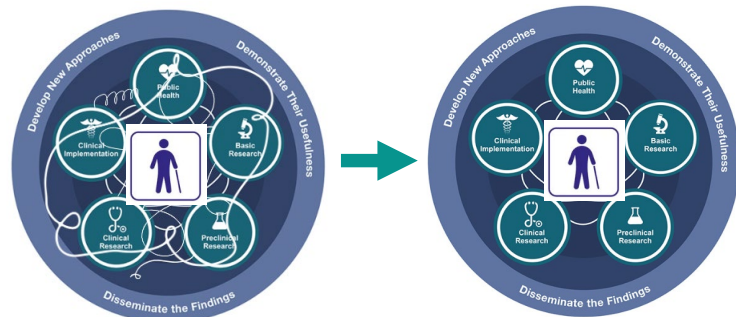 Develop New Approaches
Demonstrate Their Usefulness
Public
Health
Clinical
Implementation
Basic
Research
Clinical
Research
Preclinical
Research
Disseminate the Findings
Develop New Approaches
Demonstrate Their Usefulness
Public
Health
Clinical
Implementation
Basic
Research
Clinical
Research
Preclinical
Research
Disseminate the Findings